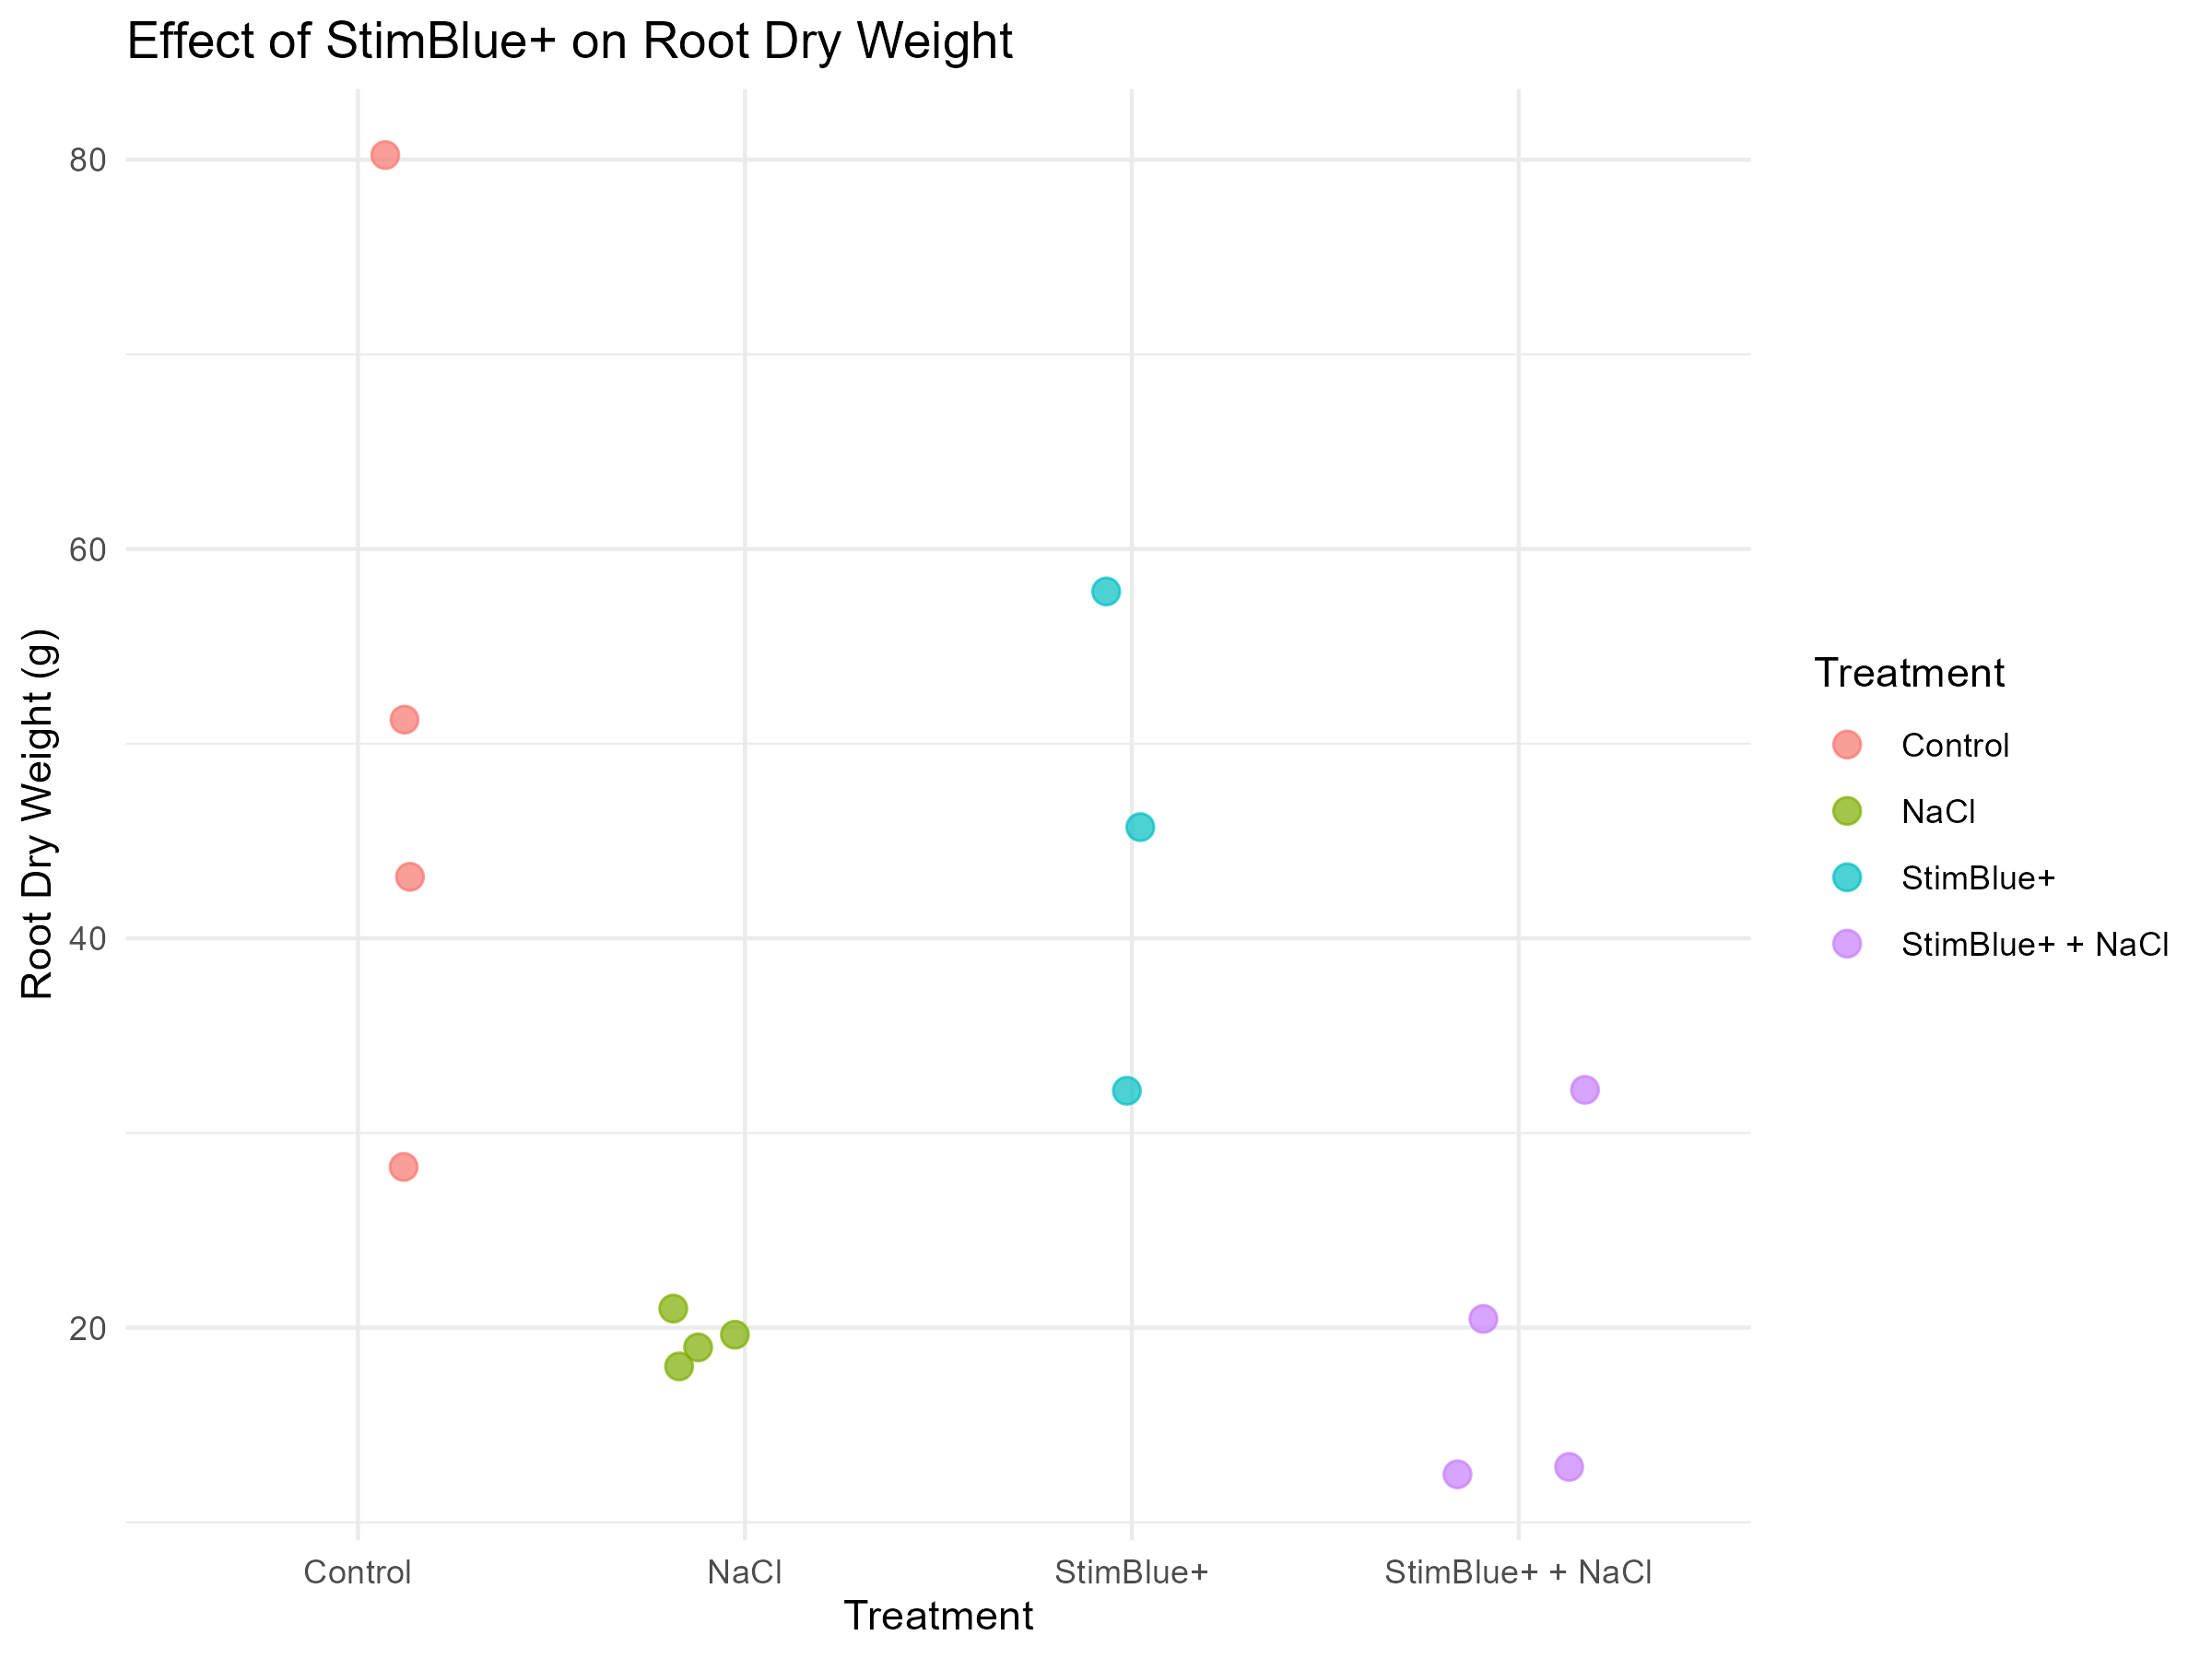 Effect of StimBlue+ on Root Dry Weight
Root Dry Weight (g)
80
60
40
20
Control
NaCl
StimBlue+
StimBlue+ + NaCl
Treatment
Treatment
Control
NaCl
StimBlue+
StimBlue+ + NaCl